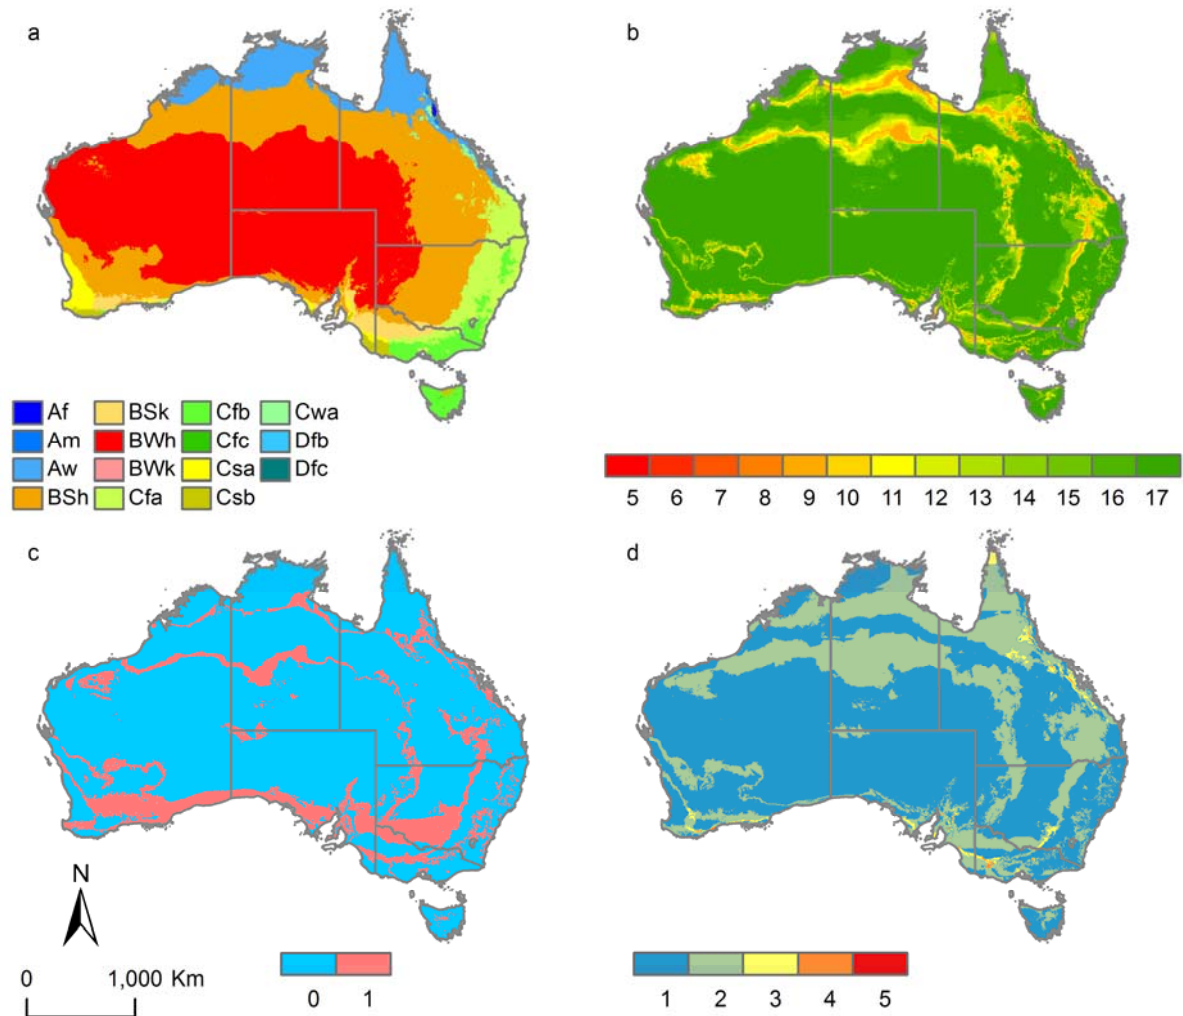 a
b
Af BSk Cfb Cwa
Am BWh Cfc Dfb
Aw BWk Csa Dfc
BSh Cfa Csb
5 6 7 8 9 10 11 12 13 14 15 16 17
c
d
N
0 1,000 Km
0 1
1 2 3 4 5